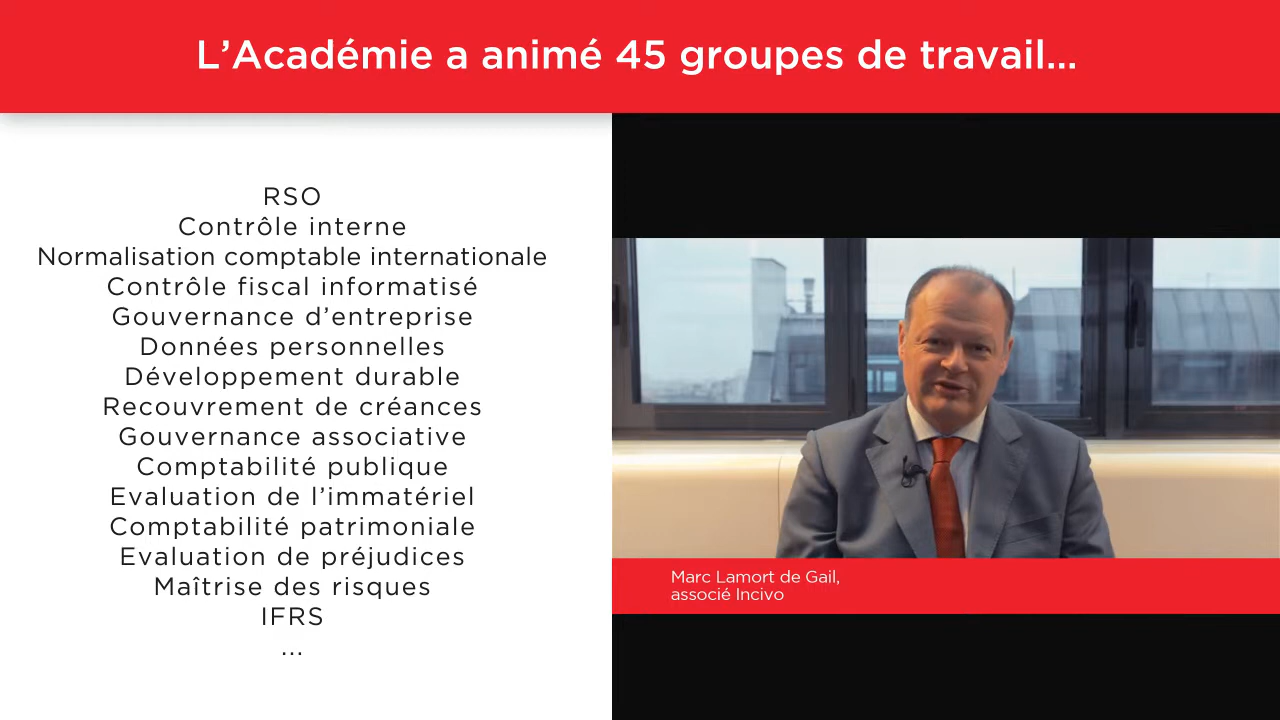 L’Académie a animé 45 groupes de travail...
RSO
Contrôle interne
Normalisation comptable internationale
Contrôle fiscal informatisé
Gouvernance d’entreprise
Données personnelles
Développement durable
Recouvrement de créances
Gouvernance associative
Comptabilité publique
Evaluation de l’immatériel
Comptabilité patrimoniale
Evaluation de préjudices
Maîtrise des risques
IFRS
...
Marc Lamort de Gail,
associé Incivo